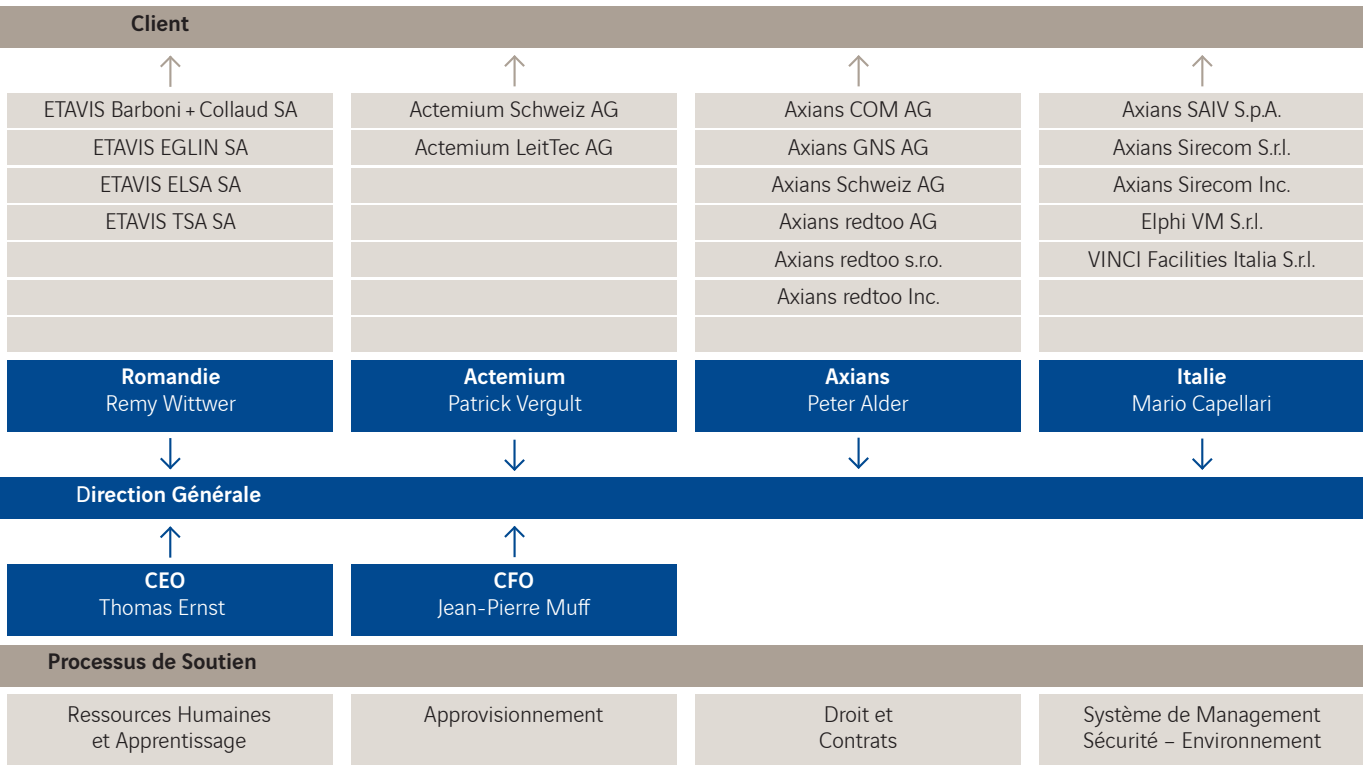 Client
ETAVIS Barboni + Collaud SA
ETAVIS EGLIN SA
ETAVIS ELSA SA
ETAVIS TSA SA
Actemium Schweiz AG
Actemium LeitTec AG
Axians COM AG
Axians GNS AG
Axians Schweiz AG
Axians redtoo AG
Axians redtoo s.r.o.
Axians redtoo Inc.
Axians SAIV S.p.A.
Axians Sirecom S.r.l.
Axians Sirecom Inc.
Elphi VM S.r.l.
VINCI Facilities Italia S.r.l.
Romandie
Remy Wittwer
Actemium
Patrick Vergult
Axians
Peter Alder
Italie
Mario Capellari
Direction Générale
CEO
Thomas Ernst
CFO
Jean-Pierre Muff
Processus de Soutien
Ressources Humaines
et Apprentissage
Approvisionnement
Droit et
Contrats
Système de Management
Sécurité – Environnement